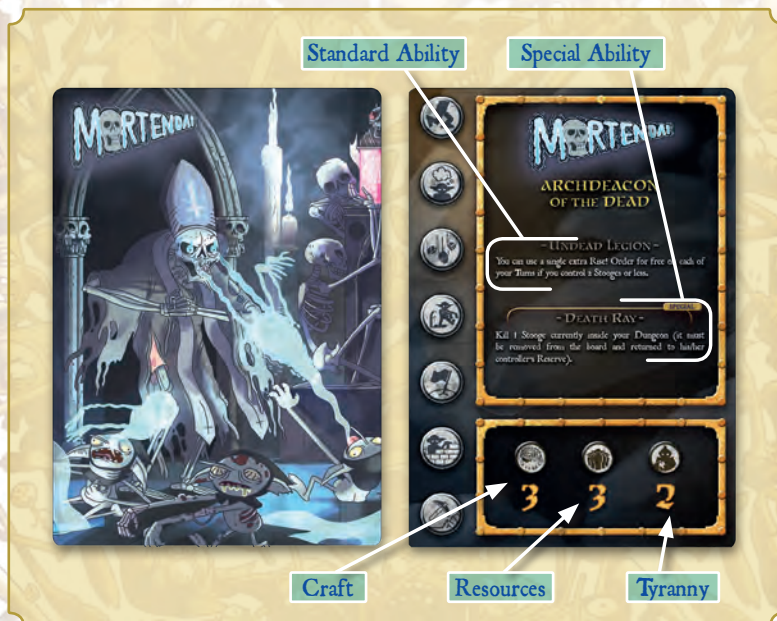 Standard Ability
Special Ability
MORTENDAI
MORTENDAI
ARCHDEACON
OF THE DEAD
- UNDEAD LEGION -
You can use a single extra Rise! Order for free on each of
your Turns if you control 2 Stooges or less.
SPECIAL
- DEATH RAY -
Kill 1 Stooge currently inside your Dungeon (it must
be removed from the board and returned to his/her
controller's Reserve).
3
3
2
Craft
Resources
Tyranny